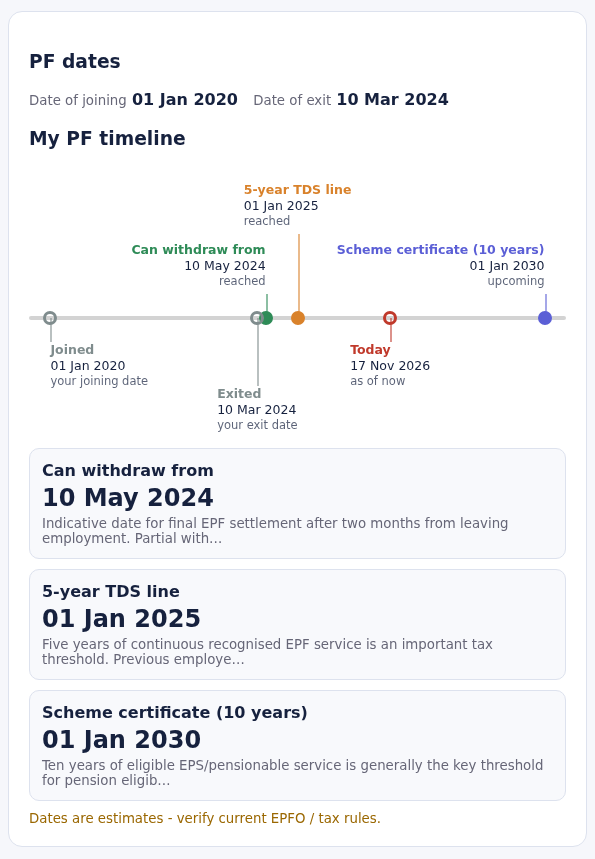 PF dates
Date of joining 01 Jan 2020 Date of exit 10 Mar 2024
My PF timeline
5-year TDS line
01 Jan 2025
reached
Can withdraw from
10 May 2024
reached
Scheme certificate (10 years)
01 Jan 2030
upcoming
Joined
01 Jan 2020
your joining date
Exited
10 Mar 2024
your exit date
Today
17 Nov 2026
as of now
Can withdraw from
10 May 2024
Indicative date for final EPF settlement after two months from leaving
employment. Partial with…
5-year TDS line
01 Jan 2025
Five years of continuous recognised EPF service is an important tax
threshold. Previous employe…
Scheme certificate (10 years)
01 Jan 2030
Ten years of eligible EPS/pensionable service is generally the key threshold
for pension eligib…
Dates are estimates - verify current EPFO / tax rules.